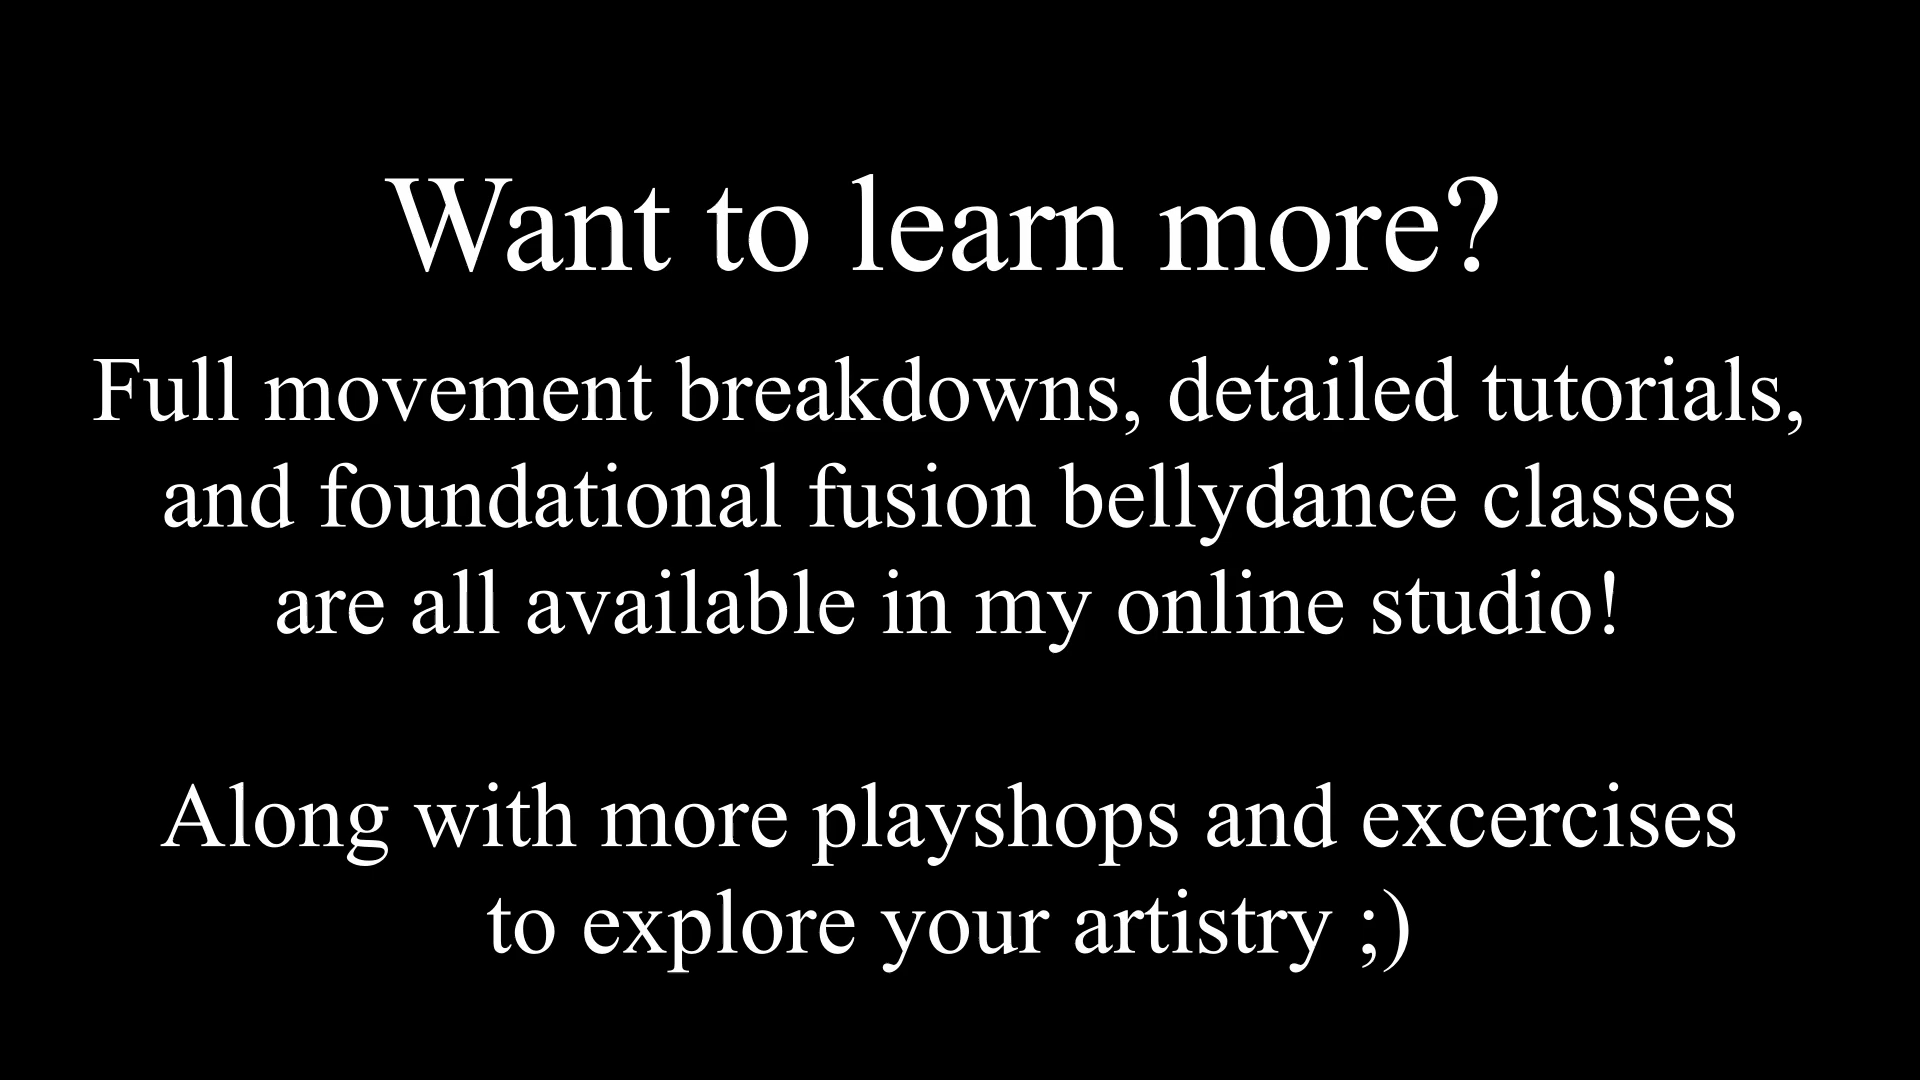 Want to learn more?
Full movement breakdowns, detailed tutorials,
and foundational fusion bellydance classes
are all available in my online studio!
Along with more playshops and excercises
to explore your artistry ;)